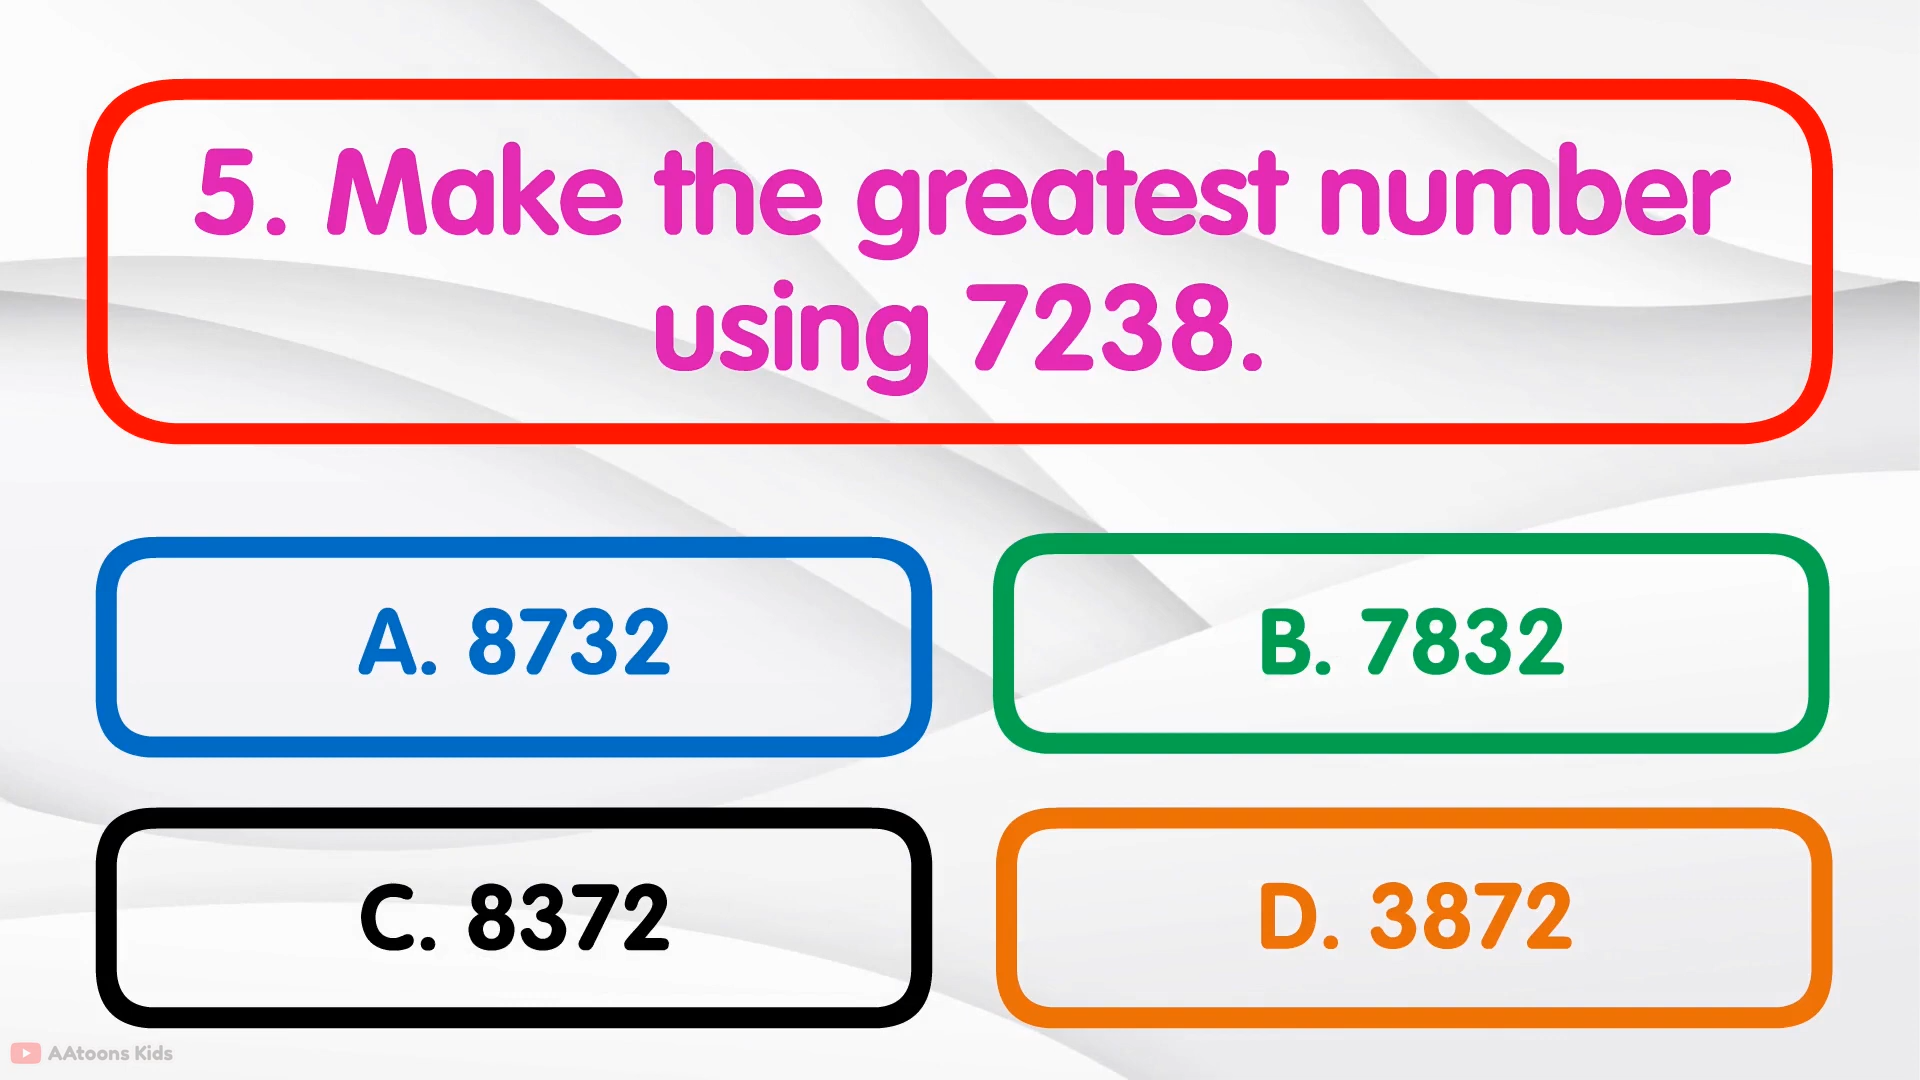 5. Make the greatest number
using 7238.
A. 8732
B. 7832
C. 8372
D. 3872
AAtoons Kids